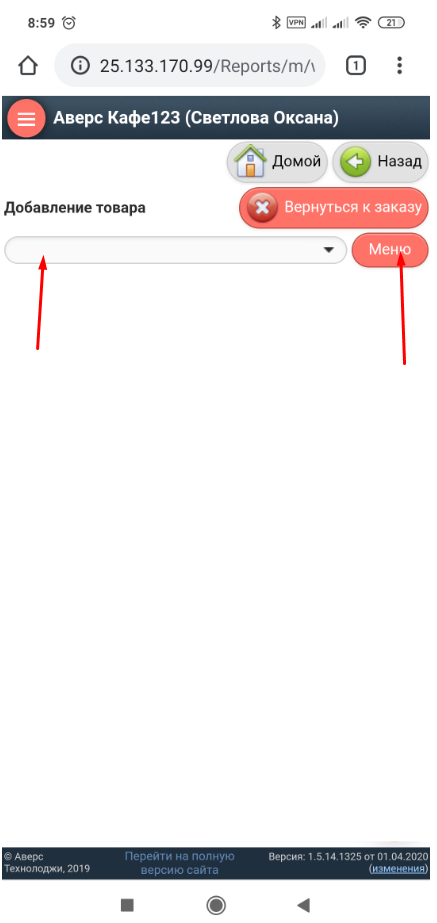 8:59 VPN 21
25.133.170.99/Reports/m/ 1
Аверс Кафе123 (Светлова Оксана)
Домой Назад
Добавление товара Вернуться к заказу
Меню
© Аверс Технолоджи, 2019
Перейти на полную версию сайта
Версия: 1.5.14.1325 от 01.04.2020
(изменения)